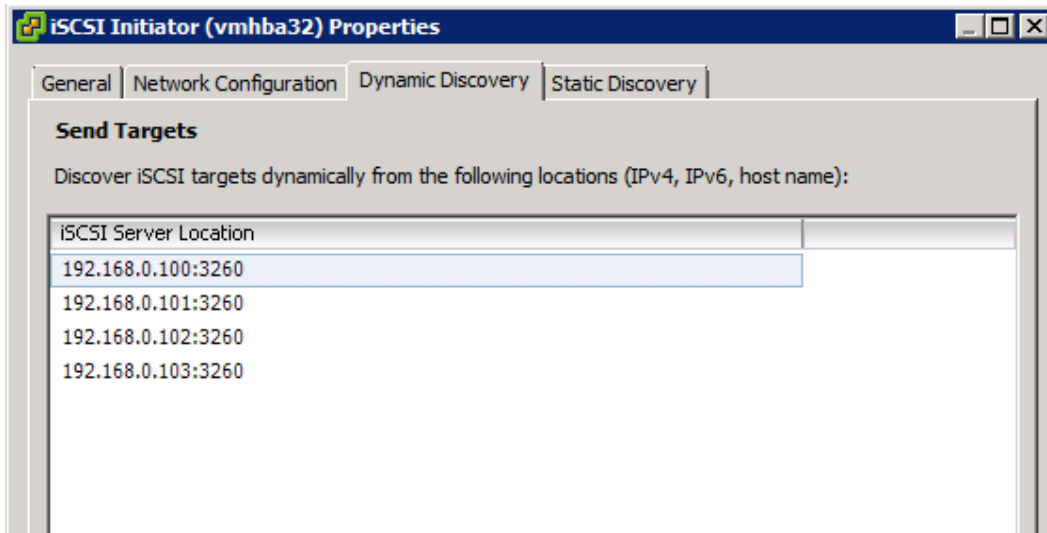 iSCSI Initiator (vmhba32) Properties
General Network Configuration Dynamic Discovery Static Discovery
Send Targets
Discover iSCSI targets dynamically from the following locations (IPv4, IPv6, host name):
iSCSI Server Location
192.168.0.100:3260
192.168.0.101:3260
192.168.0.102:3260
192.168.0.103:3260